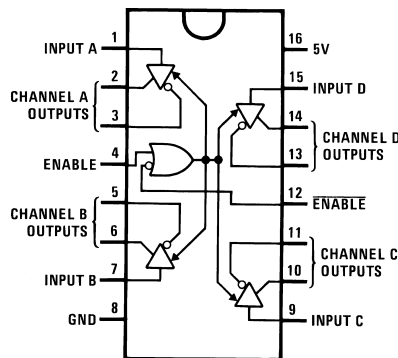 INPUT A 1
2
CHANNEL A
OUTPUTS
3
ENABLE 4
5
CHANNEL B
OUTPUTS
6
INPUT B 7
GND 8
16 5V
15 INPUT D
14
CHANNEL D
OUTPUTS
13
12 ENABLE
11
CHANNEL C
OUTPUTS
10
9 INPUT C